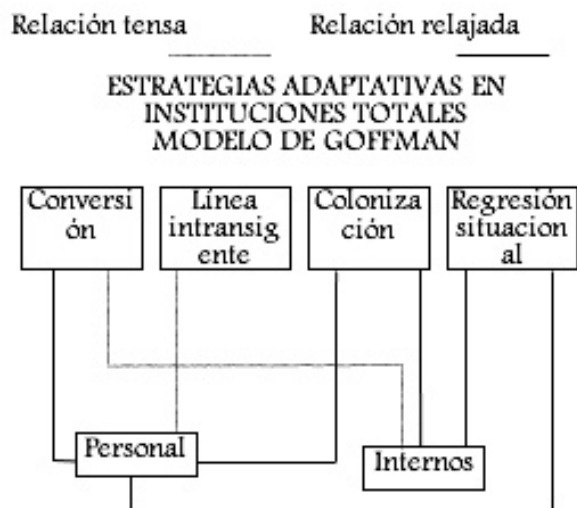 Relación tensa Relación relajada
ESTRATEGIAS ADAPTATIVAS EN
INSTITUCIONES TOTALES
MODELO DE GOFFMAN
Conversi
ón
Línea
intransig
ente
Coloniza
ción
Regresión
situacion
al
Personal
Internos